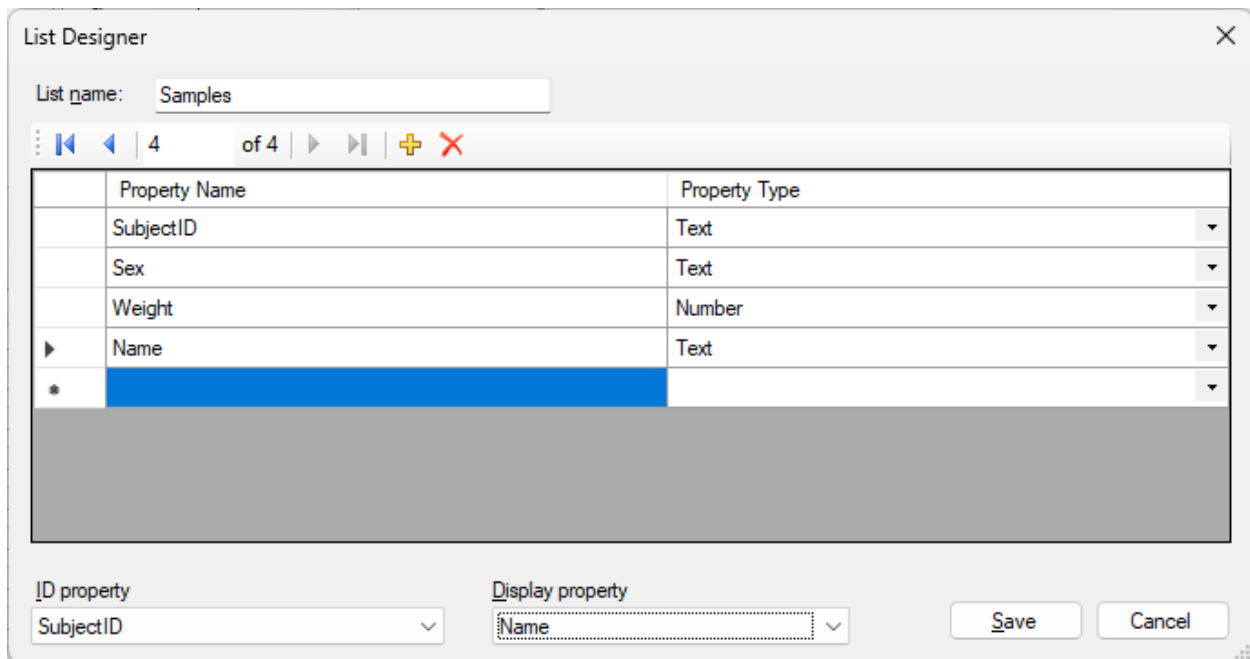 List Designer
List name: Samples
4 of 4
Property Name Property Type
SubjectID Text
Sex Text
Weight Number
Name Text
ID property Display property
SubjectID Name Save Cancel